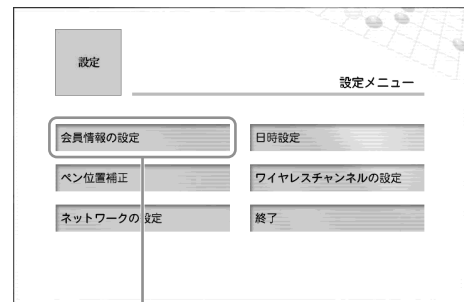 設定
設定メニュー
会員情報の設定
日時設定
ペン位置補正
ワイヤレスチャンネルの設定
ネットワークの設定
終了